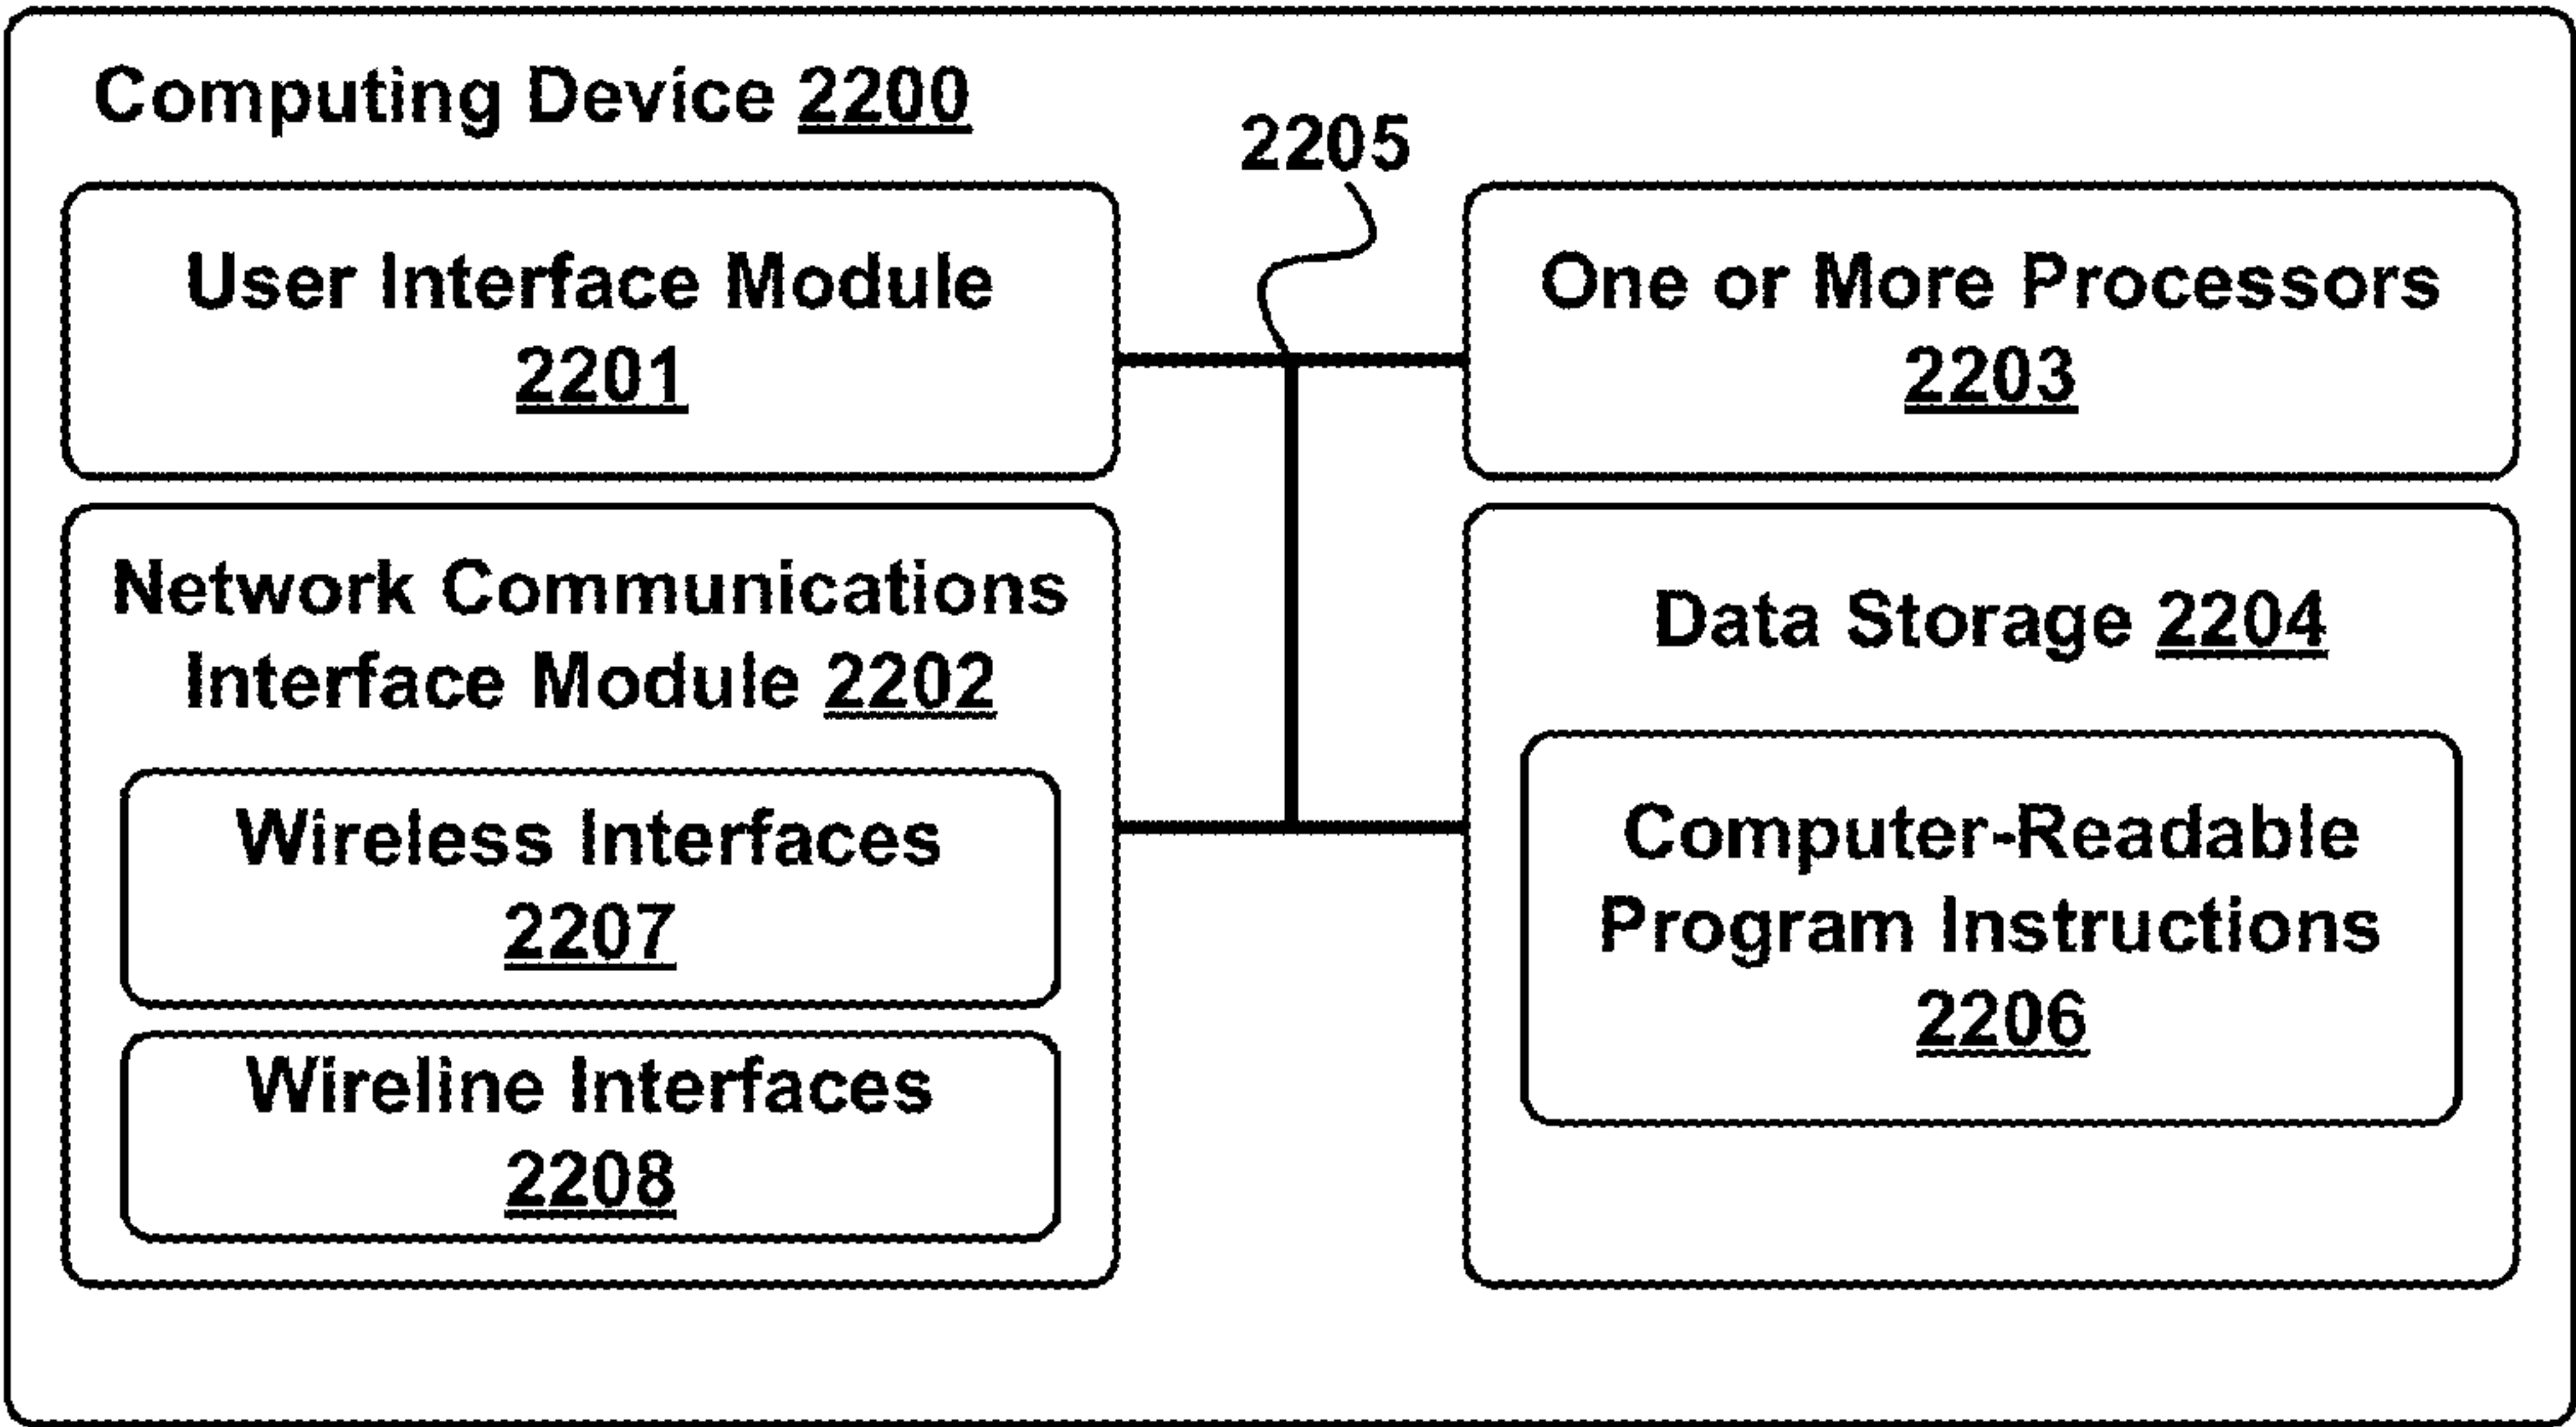 Computing Device 2200
2205
User Interface Module
2201
One or More Processors
2203
Network Communications
Interface Module 2202
Wireless Interfaces
2207
Wireline Interfaces
2208
Data Storage 2204
Computer-Readable
Program Instructions
2206